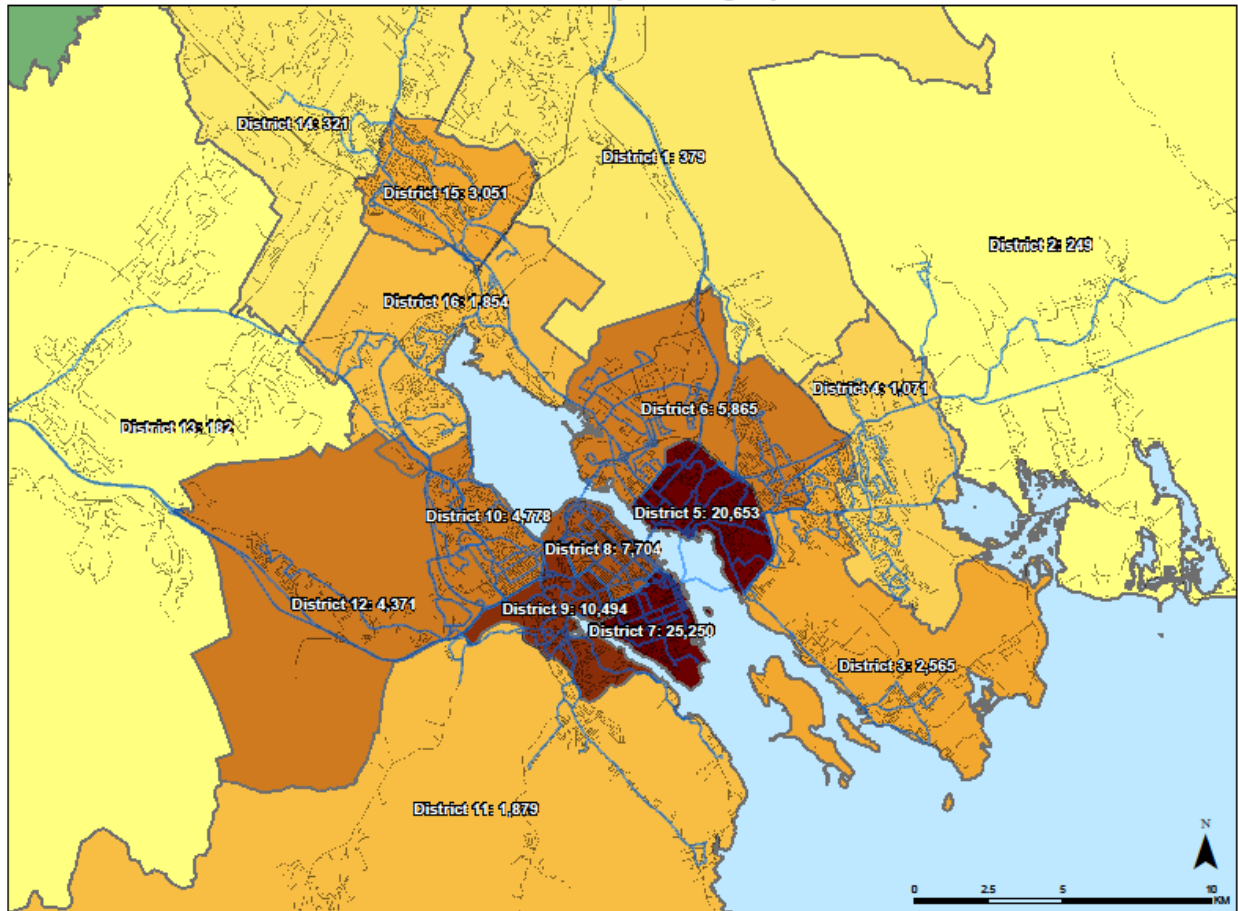 District 14: 321
District 1: 379
District 15: 3,051
District 2: 249
District 16: 1,854
District 4: 1,071
District 6: 5,865
District 13: 182
District 10: 4,778
District 5: 20,653
District 8: 7,704
District 12: 4,371
District 9: 10,494
District 7: 25,250
District 3: 2,565
District 11: 1,879
N
0 2.5 5 10
KM